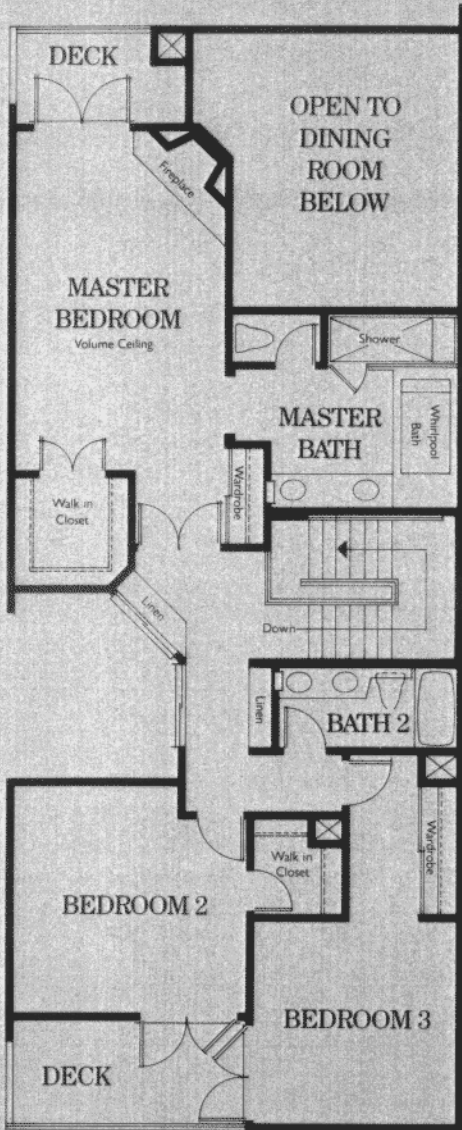 DECK
OPEN TO
DINING
ROOM
BELOW
Fireplace
MASTER
BEDROOM
Volume Ceiling
Shower
MASTER
BATH
Whirlpool
Bath
Wardrobe
Walk in
Closet
Linen
Down
Linen
BATH 2
Walk in
Closet
Wardrobe
BEDROOM 2
BEDROOM 3
DECK